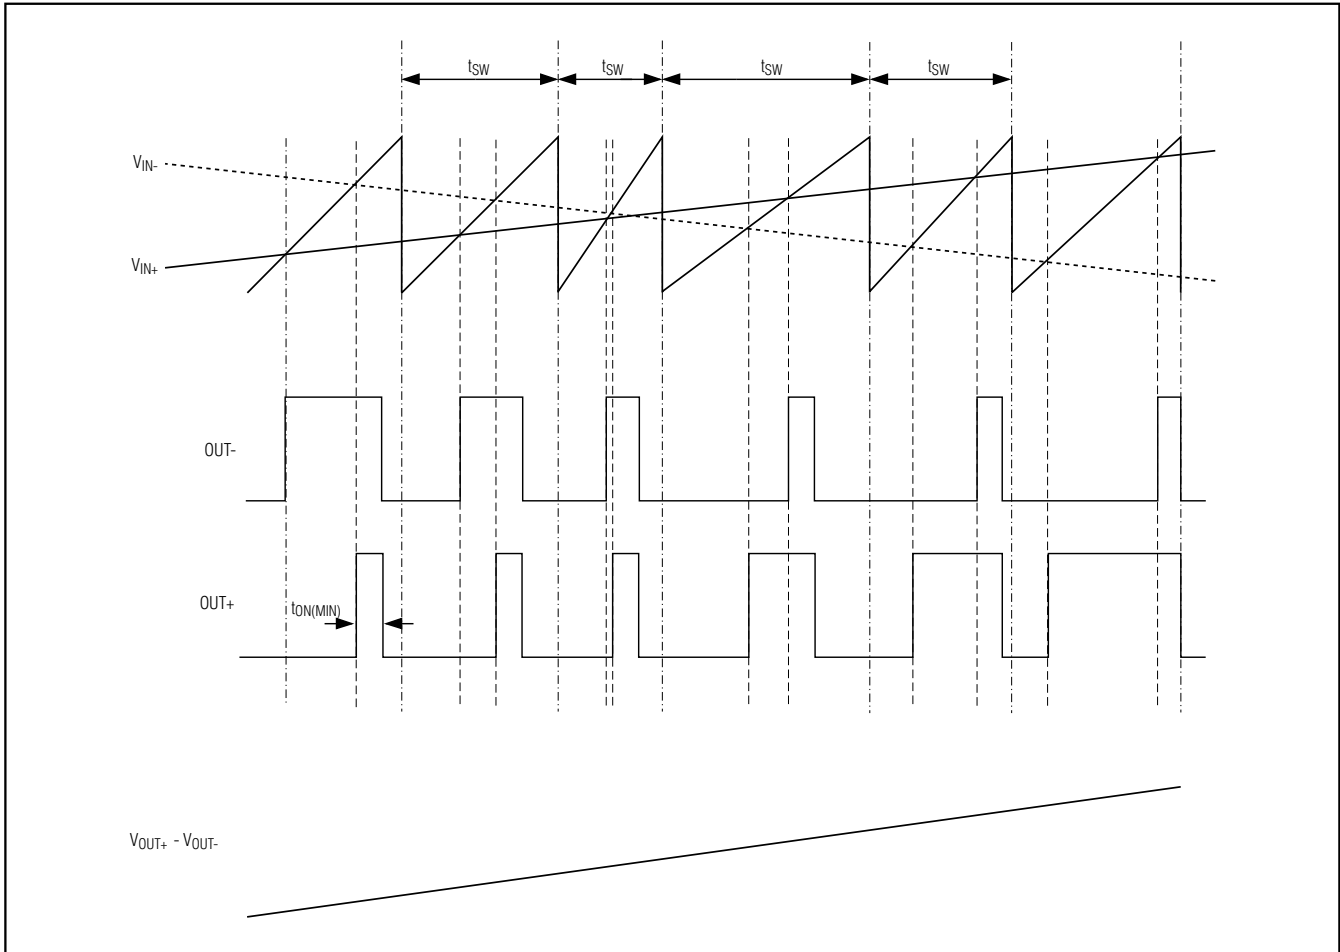 tSW tSW tSW tSW
VIN-
VIN+
OUT-
OUT+
tON(MIN)
VOUT+ - VOUT-